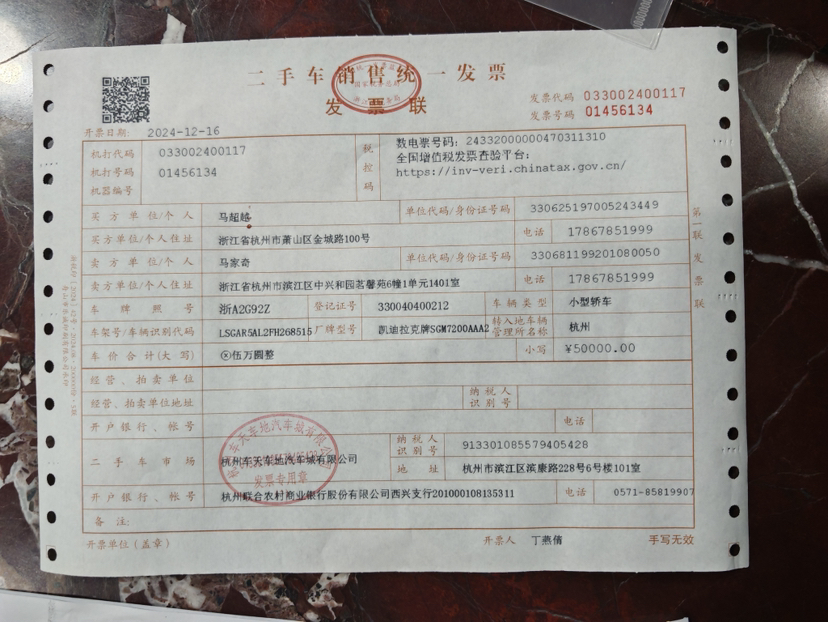 二手车销售统一发票
发票联
发票代码 033002400117
发票号码 01456134
开票日期: 2024-12-16
机打代码 033002400117
机打号码 01456134
机器编号
税控码
数电票号码: 24332000000470311310
全国增值税发票查验平台:
https://inv-veri.chinatax.gov.cn/
买方单位/个人 马超越 单位代码/身份证号码 330625197005243449
买方单位/个人住址 浙江省杭州市萧山区金城路100号 电话 17867851999
卖方单位/个人 马家奇 单位代码/身份证号码 330681199201080050
卖方单位/个人住址 浙江省杭州市滨江区中兴和园茗馨苑6幢1单元1401室 电话 17867851999
车牌照号 浙A2G92Z 登记证号 330040400212 车辆类型 小型轿车
车架号/车辆识别代码 LSGAR5AL2FH268515 厂牌型号 凯迪拉克牌SGM7200AAA2 转入地车辆管理所名称 杭州
车价合计(大写) ⓧ伍万圆整 小写 ¥50000.00
经营、拍卖单位
经营、拍卖单位地址 纳税人识别号
开户银行、帐号 电话
二手车市场 杭州车天车地汽车城有限公司 纳税人识别号 913301085579405428
地址 杭州市滨江区滨康路228号6号楼101室
发票专用章
开户银行、帐号 杭州联合农村商业银行股份有限公司西兴支行201000108135311 电话 0571-85819907
备注:
开票单位(盖章) 开票人 丁燕倩 手写无效
第一联 发票联